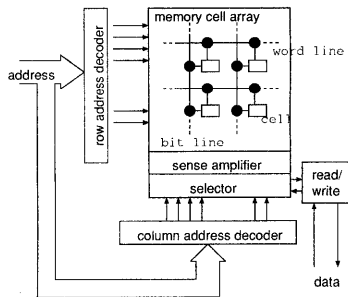 memory cell array
word line
address
row address decoder
cell
bit line
sense amplifier
selector
read/
write
column address decoder
data